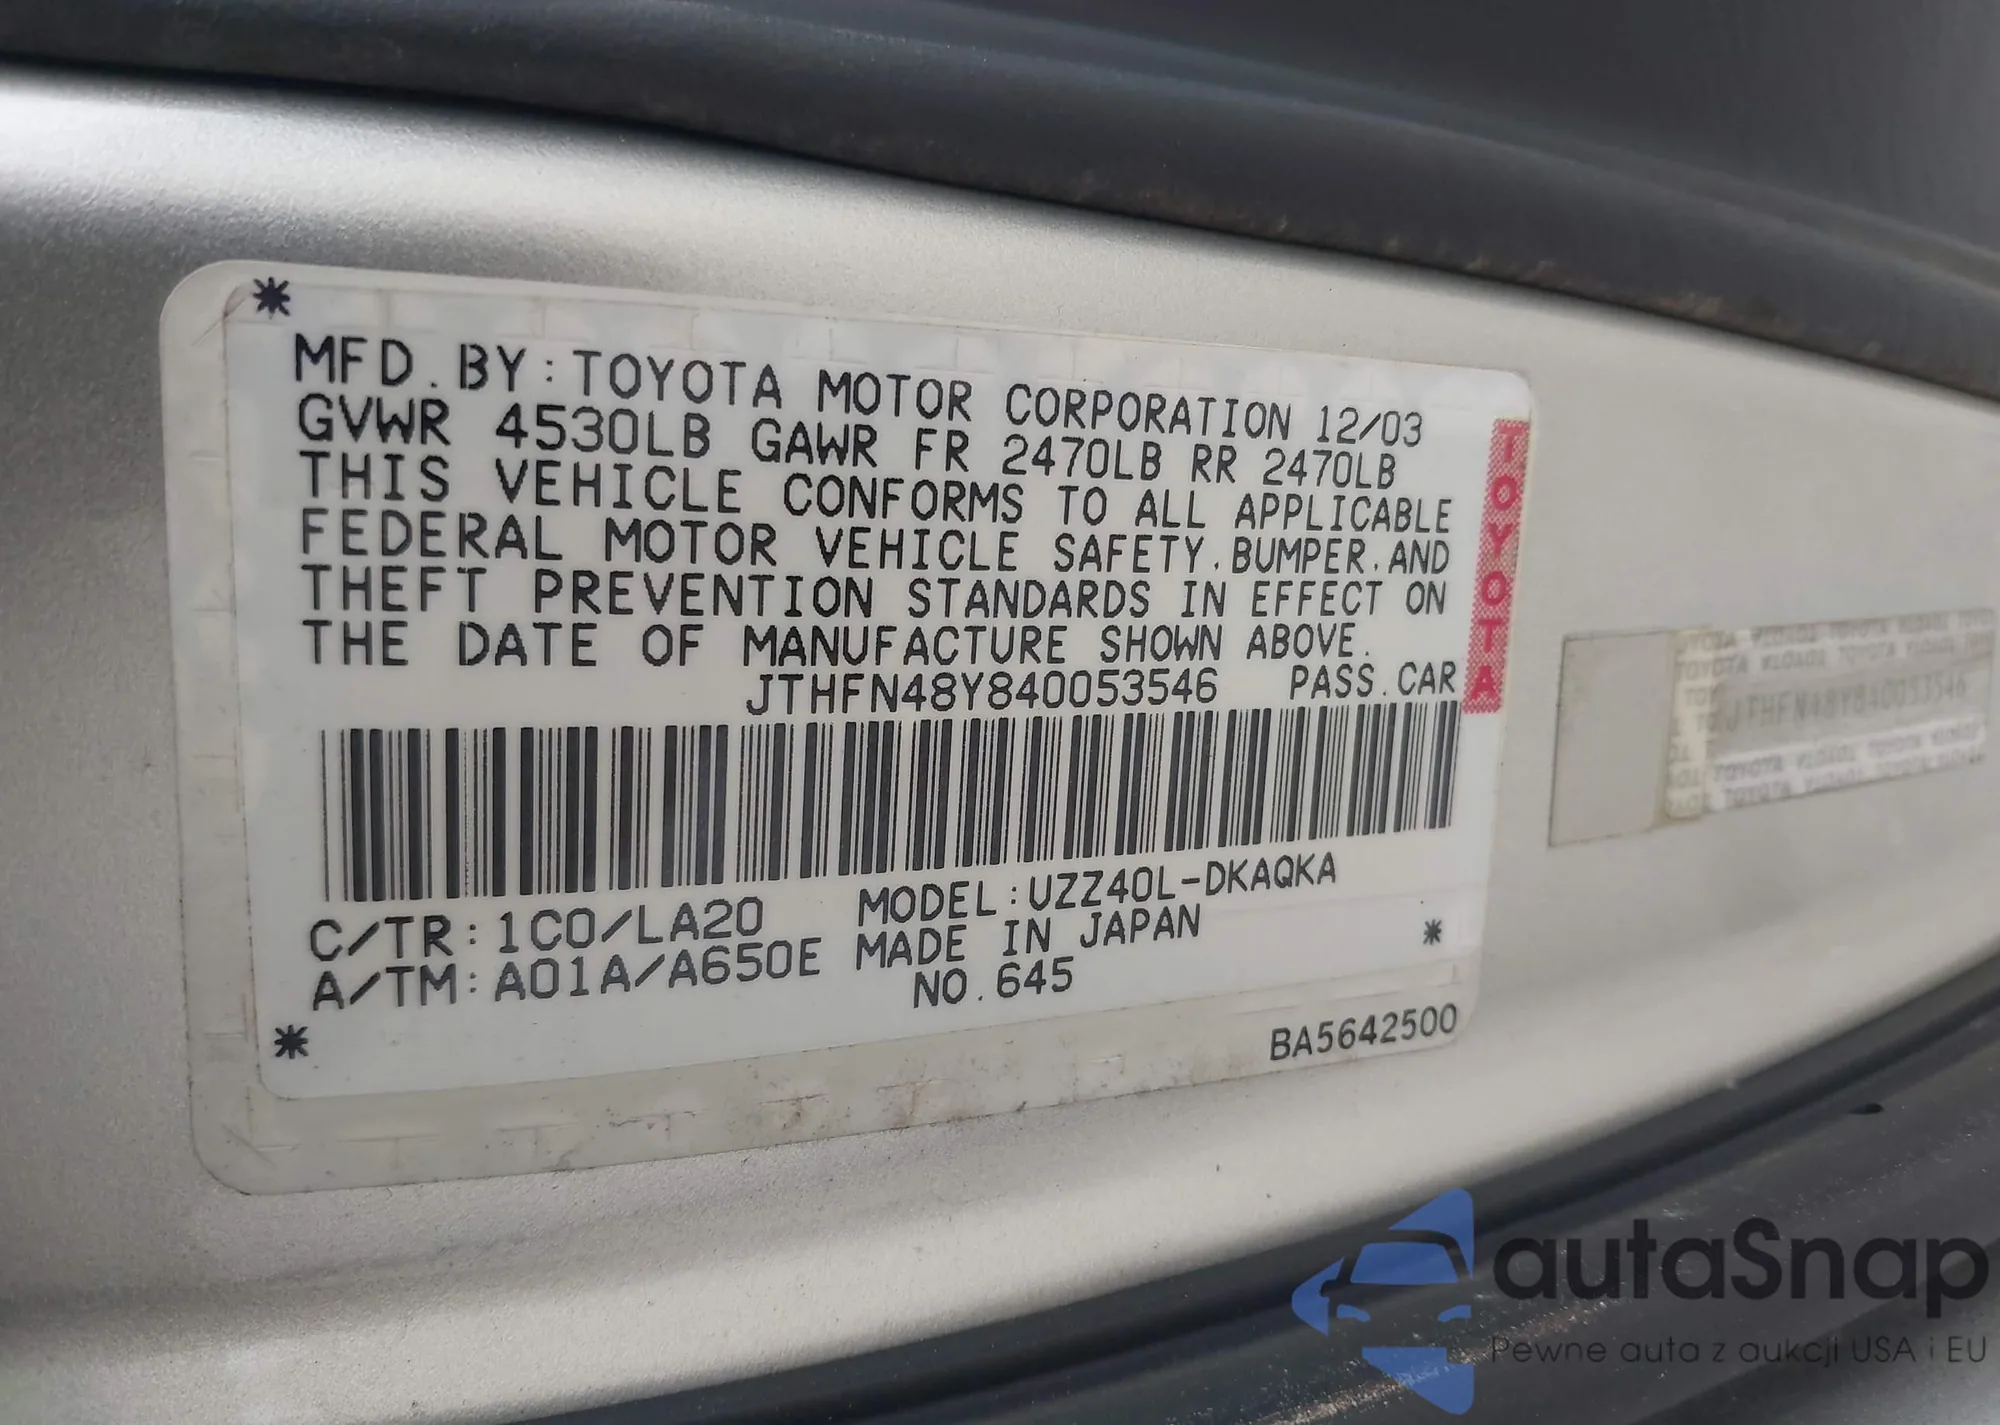 *
MFD.BY:TOYOTA MOTOR CORPORATION 12/03
GVWR 4530LB GAWR FR 2470LB RR 2470LB
THIS VEHICLE CONFORMS TO ALL APPLICABLE
FEDERAL MOTOR VEHICLE SAFETY.BUMPER.AND
THEFT PREVENTION STANDARDS IN EFFECT ON
THE DATE OF MANUFACTURE SHOWN ABOVE.
JTHFN48Y840053546 PASS.CAR
TOYOTA
C/TR:1C0/LA20 MODEL:UZZ40L-DKAQKA
A/TM:A01A/A650E MADE IN JAPAN *
NO.645
* BA5642500
JTHFN48Y840053546
autaSnap
Pewne auta z aukcji USA i EU